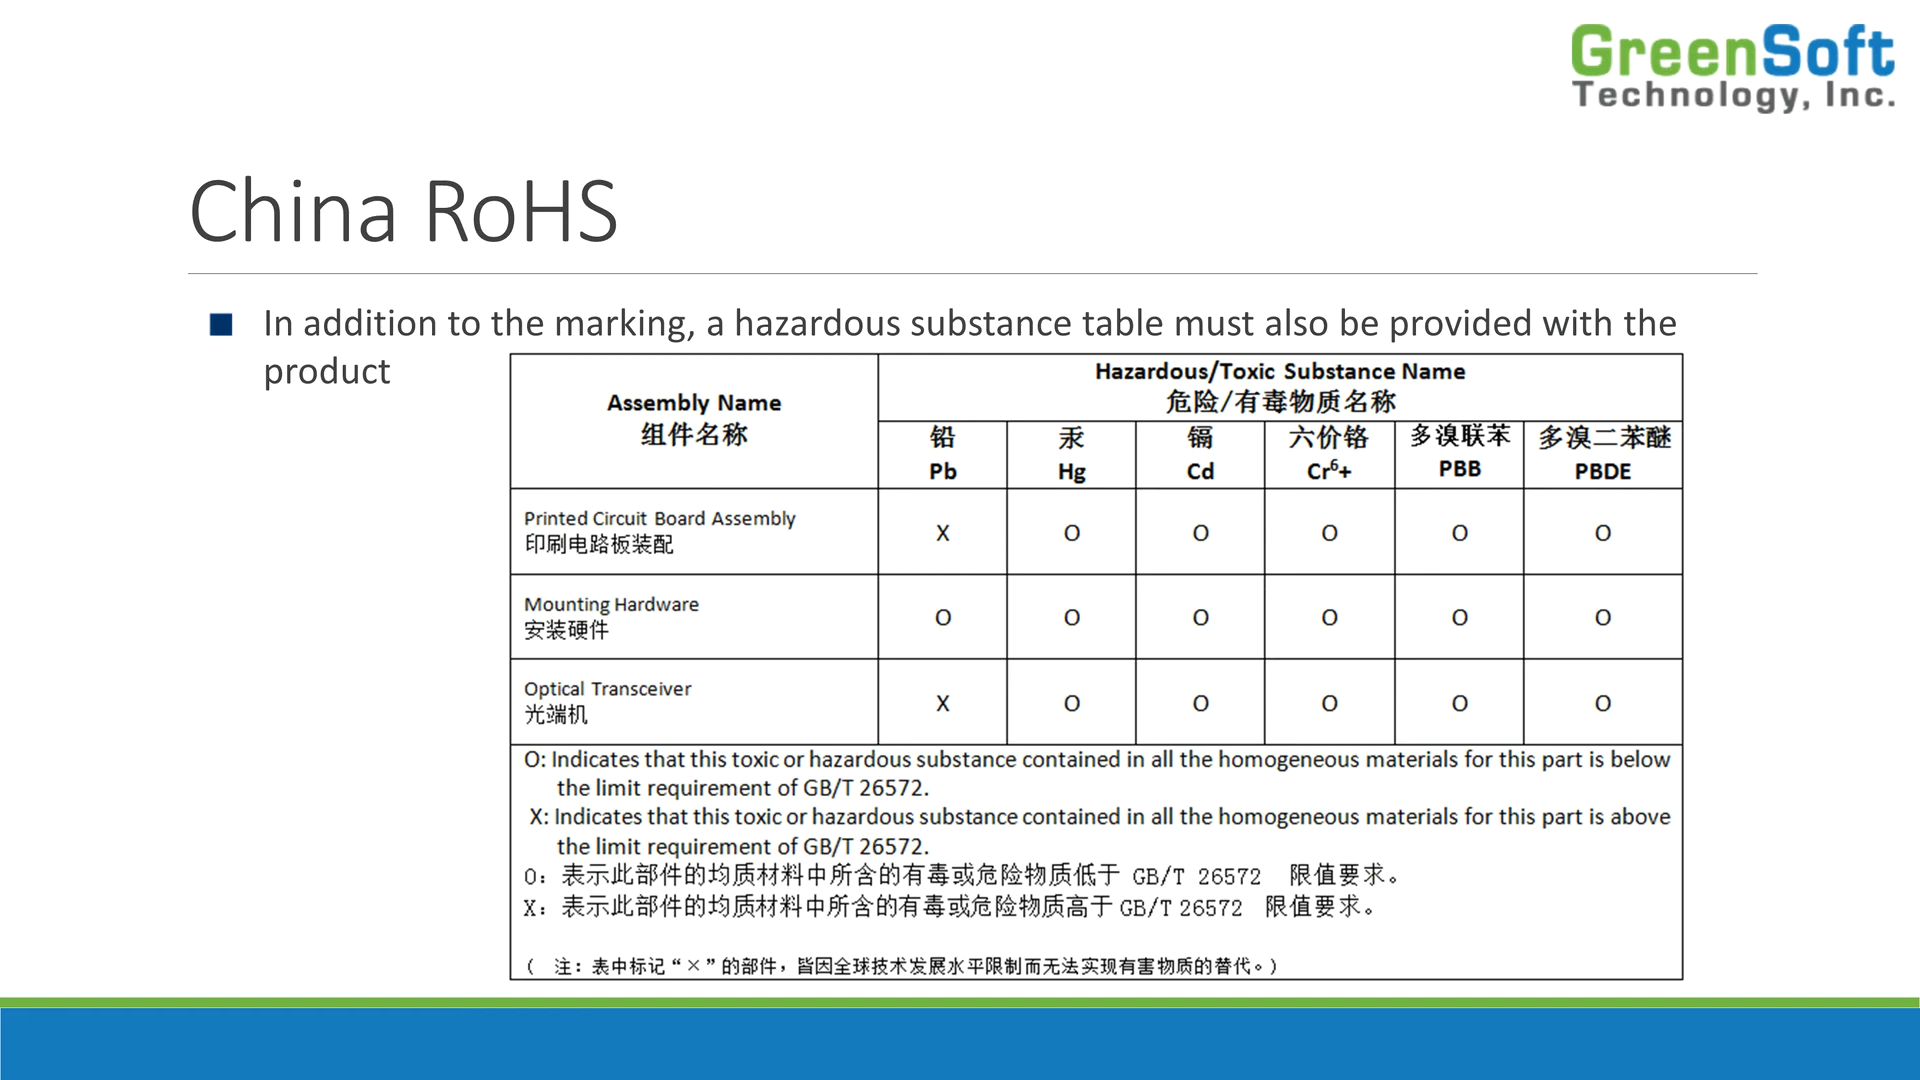 GreenSoft
Technology, Inc.
China RoHS
In addition to the marking, a hazardous substance table must also be provided with the
product
Assembly Name
组件名称
Hazardous/Toxic Substance Name
危险/有毒物质名称
铅 汞 镉 六价铬 多溴联苯 多溴二苯醚
Pb Hg Cd Cr6+ PBB PBDE
Printed Circuit Board Assembly
印刷电路板装配
X O O O O O
Mounting Hardware
安装硬件
O O O O O O
Optical Transceiver
光端机
X O O O O O
O: Indicates that this toxic or hazardous substance contained in all the homogeneous materials for this part is below
the limit requirement of GB/T 26572.
X: Indicates that this toxic or hazardous substance contained in all the homogeneous materials for this part is above
the limit requirement of GB/T 26572.
O: 表示此部件的均质材料中所含的有毒或危险物质低于 GB/T 26572 限值要求。
X: 表示此部件的均质材料中所含的有毒或危险物质高于 GB/T 26572 限值要求。
( 注：表中标记“×”的部件，皆因全球技术发展水平限制而无法实现有害物质的替代。)